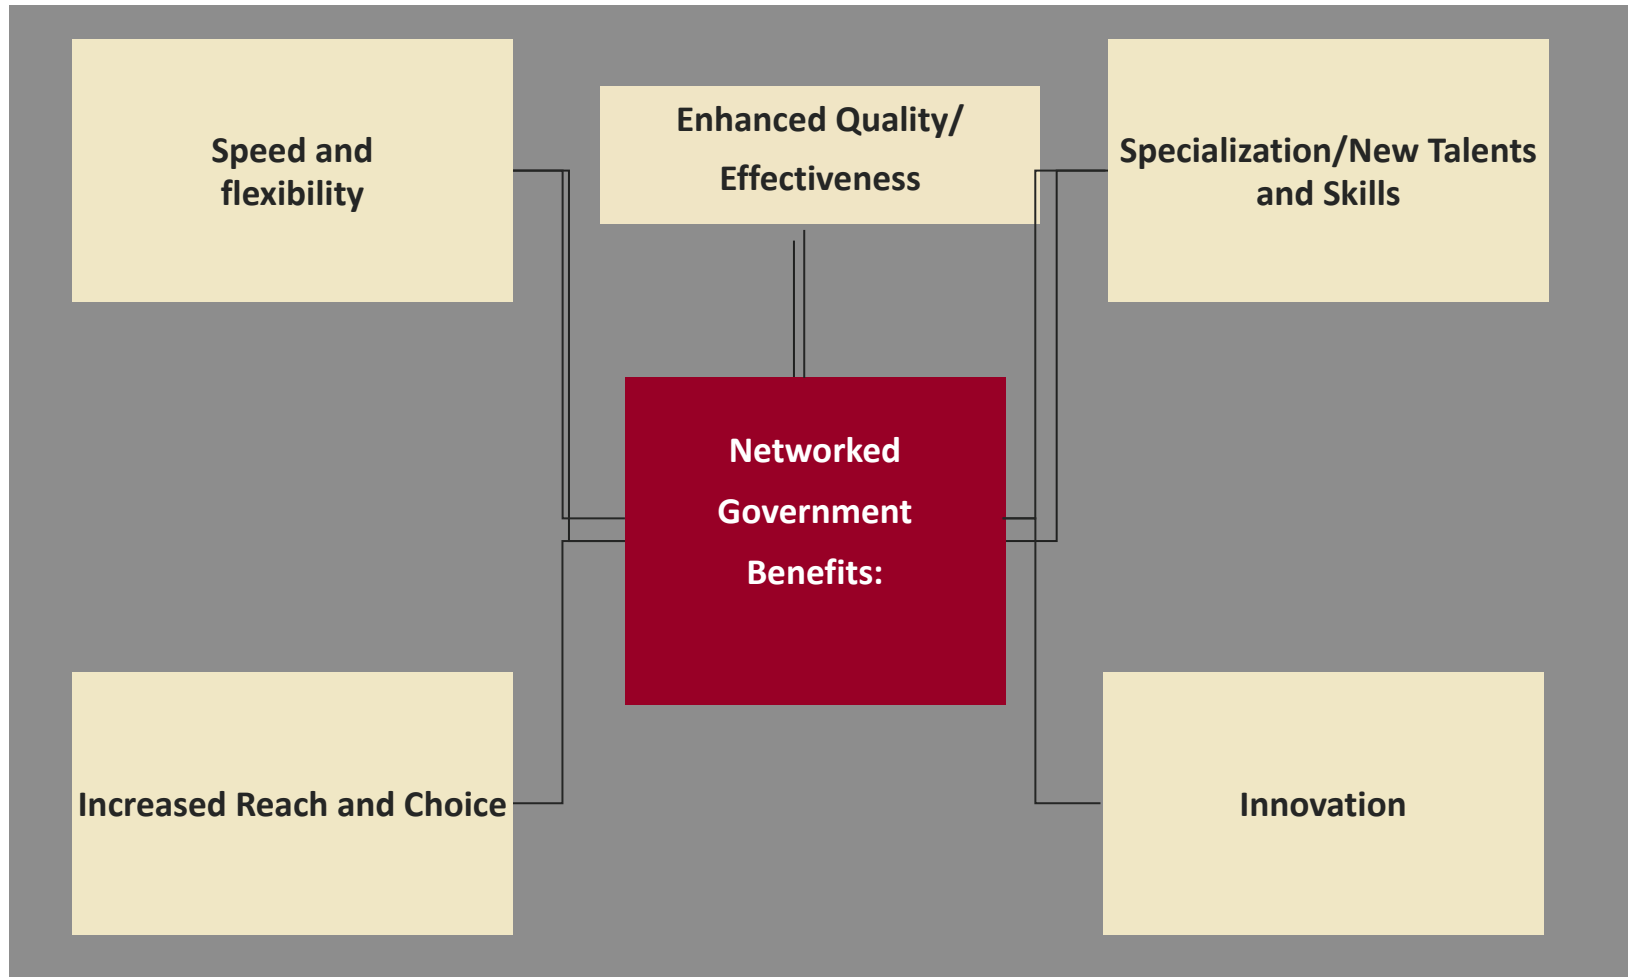 Speed and
flexibility
Enhanced Quality/
Effectiveness
Specialization/New Talents
and Skills
Networked
Government
Benefits:
Increased Reach and Choice
Innovation